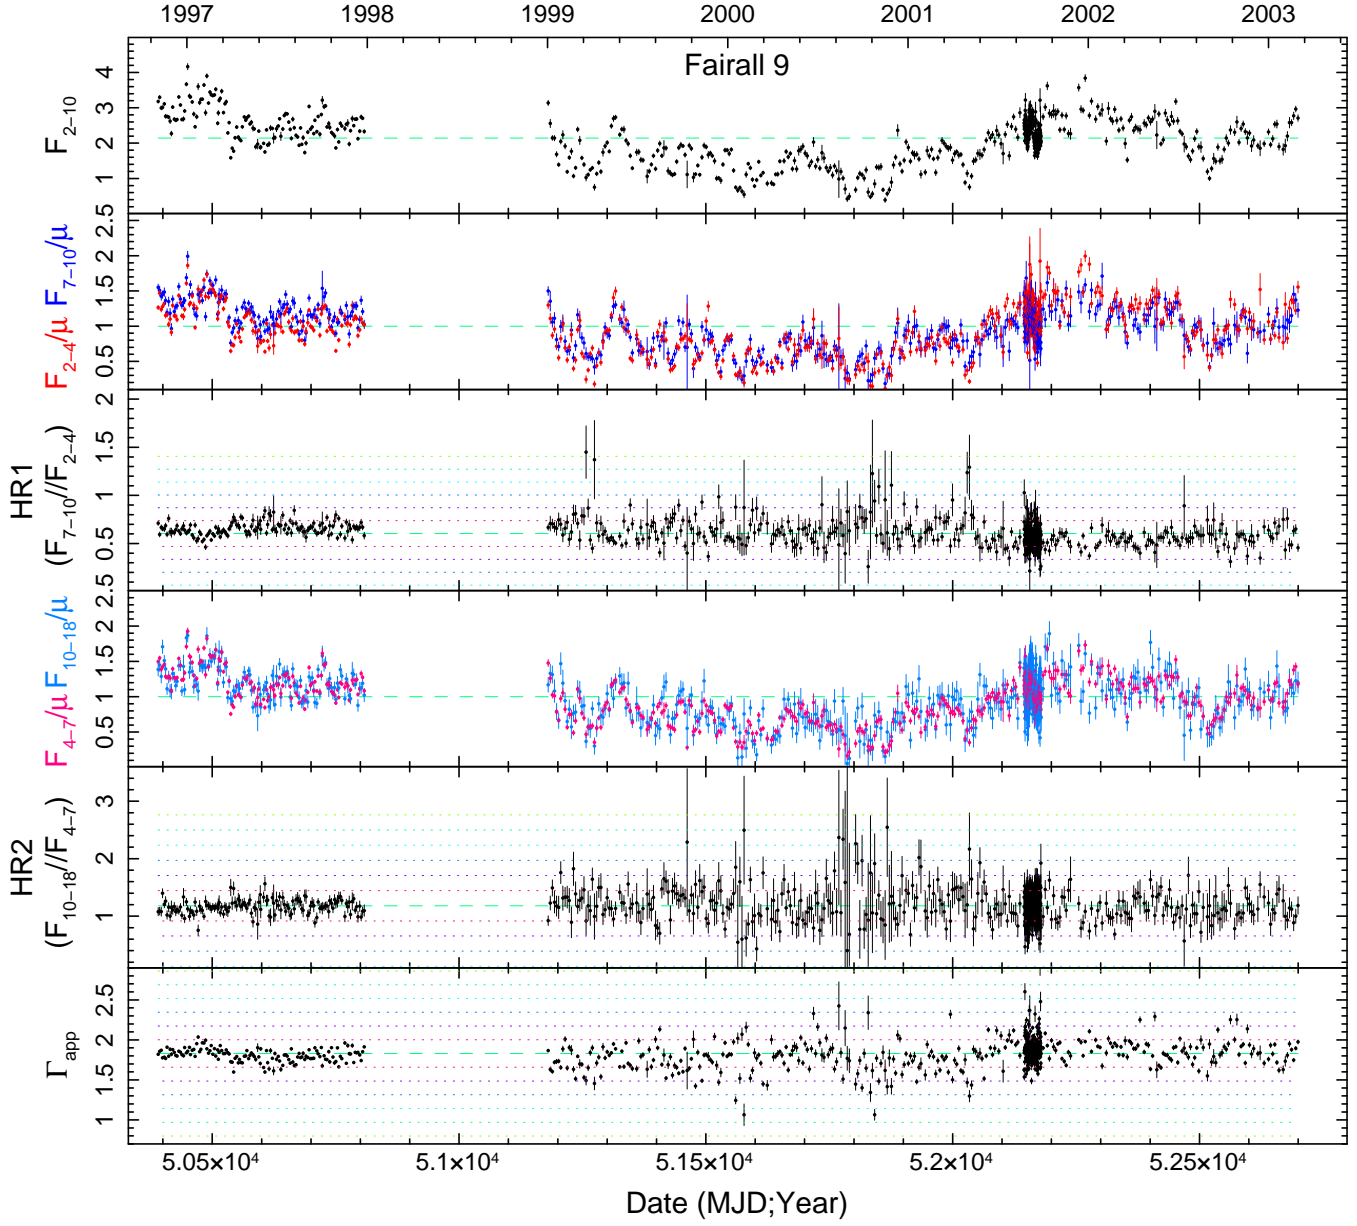 1997 1998 1999 2000 2001 2002 2003
Fairall 9
F₂₋₁₀
1 2 3 4
F₂₋₄/μ F₇₋₁₀/μ
0.5 1 1.5 2 2.5
HR1
(F₇₋₁₀//F₂₋₄)
0.5 1 1.5 2
F₄₋₇/μ F₁₀₋₁₈/μ
0.5 1 1.5 2 2.5
HR2
(F₁₀₋₁₈//F₄₋₇)
1 2 3
Γapp
1 1.5 2 2.5
5.05×10⁴ 5.1×10⁴ 5.15×10⁴ 5.2×10⁴ 5.25×10⁴
Date (MJD;Year)